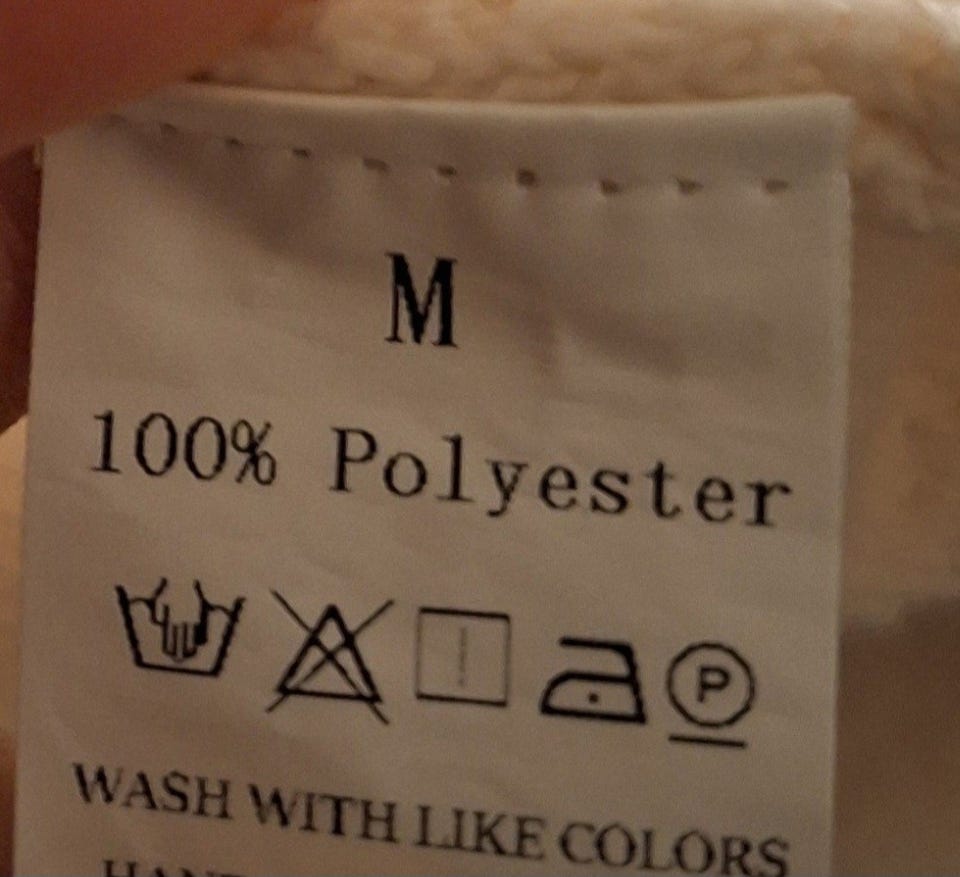 M
100% Polyester
P
WASH WITH LIKE COLORS